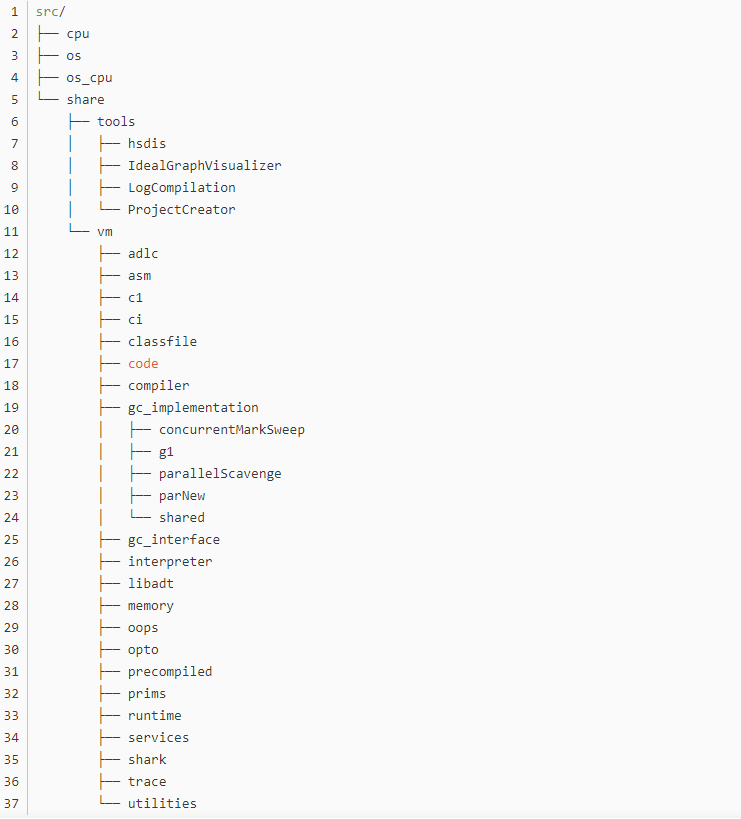 1 src/
2 ├── cpu
3 ├── os
4 ├── os_cpu
5 └── share
6     ├── tools
7     │   ├── hsdis
8     │   ├── IdealGraphVisualizer
9     │   ├── LogCompilation
10     │   └── ProjectCreator
11     └── vm
12         ├── adlc
13         ├── asm
14         ├── c1
15         ├── ci
16         ├── classfile
17         ├── code
18         ├── compiler
19         ├── gc_implementation
20         │   ├── concurrentMarkSweep
21         │   ├── g1
22         │   ├── parallelScavenge
23         │   ├── parNew
24         │   └── shared
25         ├── gc_interface
26         ├── interpreter
27         ├── libadt
28         ├── memory
29         ├── oops
30         ├── opto
31         ├── precompiled
32         ├── prims
33         ├── runtime
34         ├── services
35         ├── shark
36         ├── trace
37         └── utilities